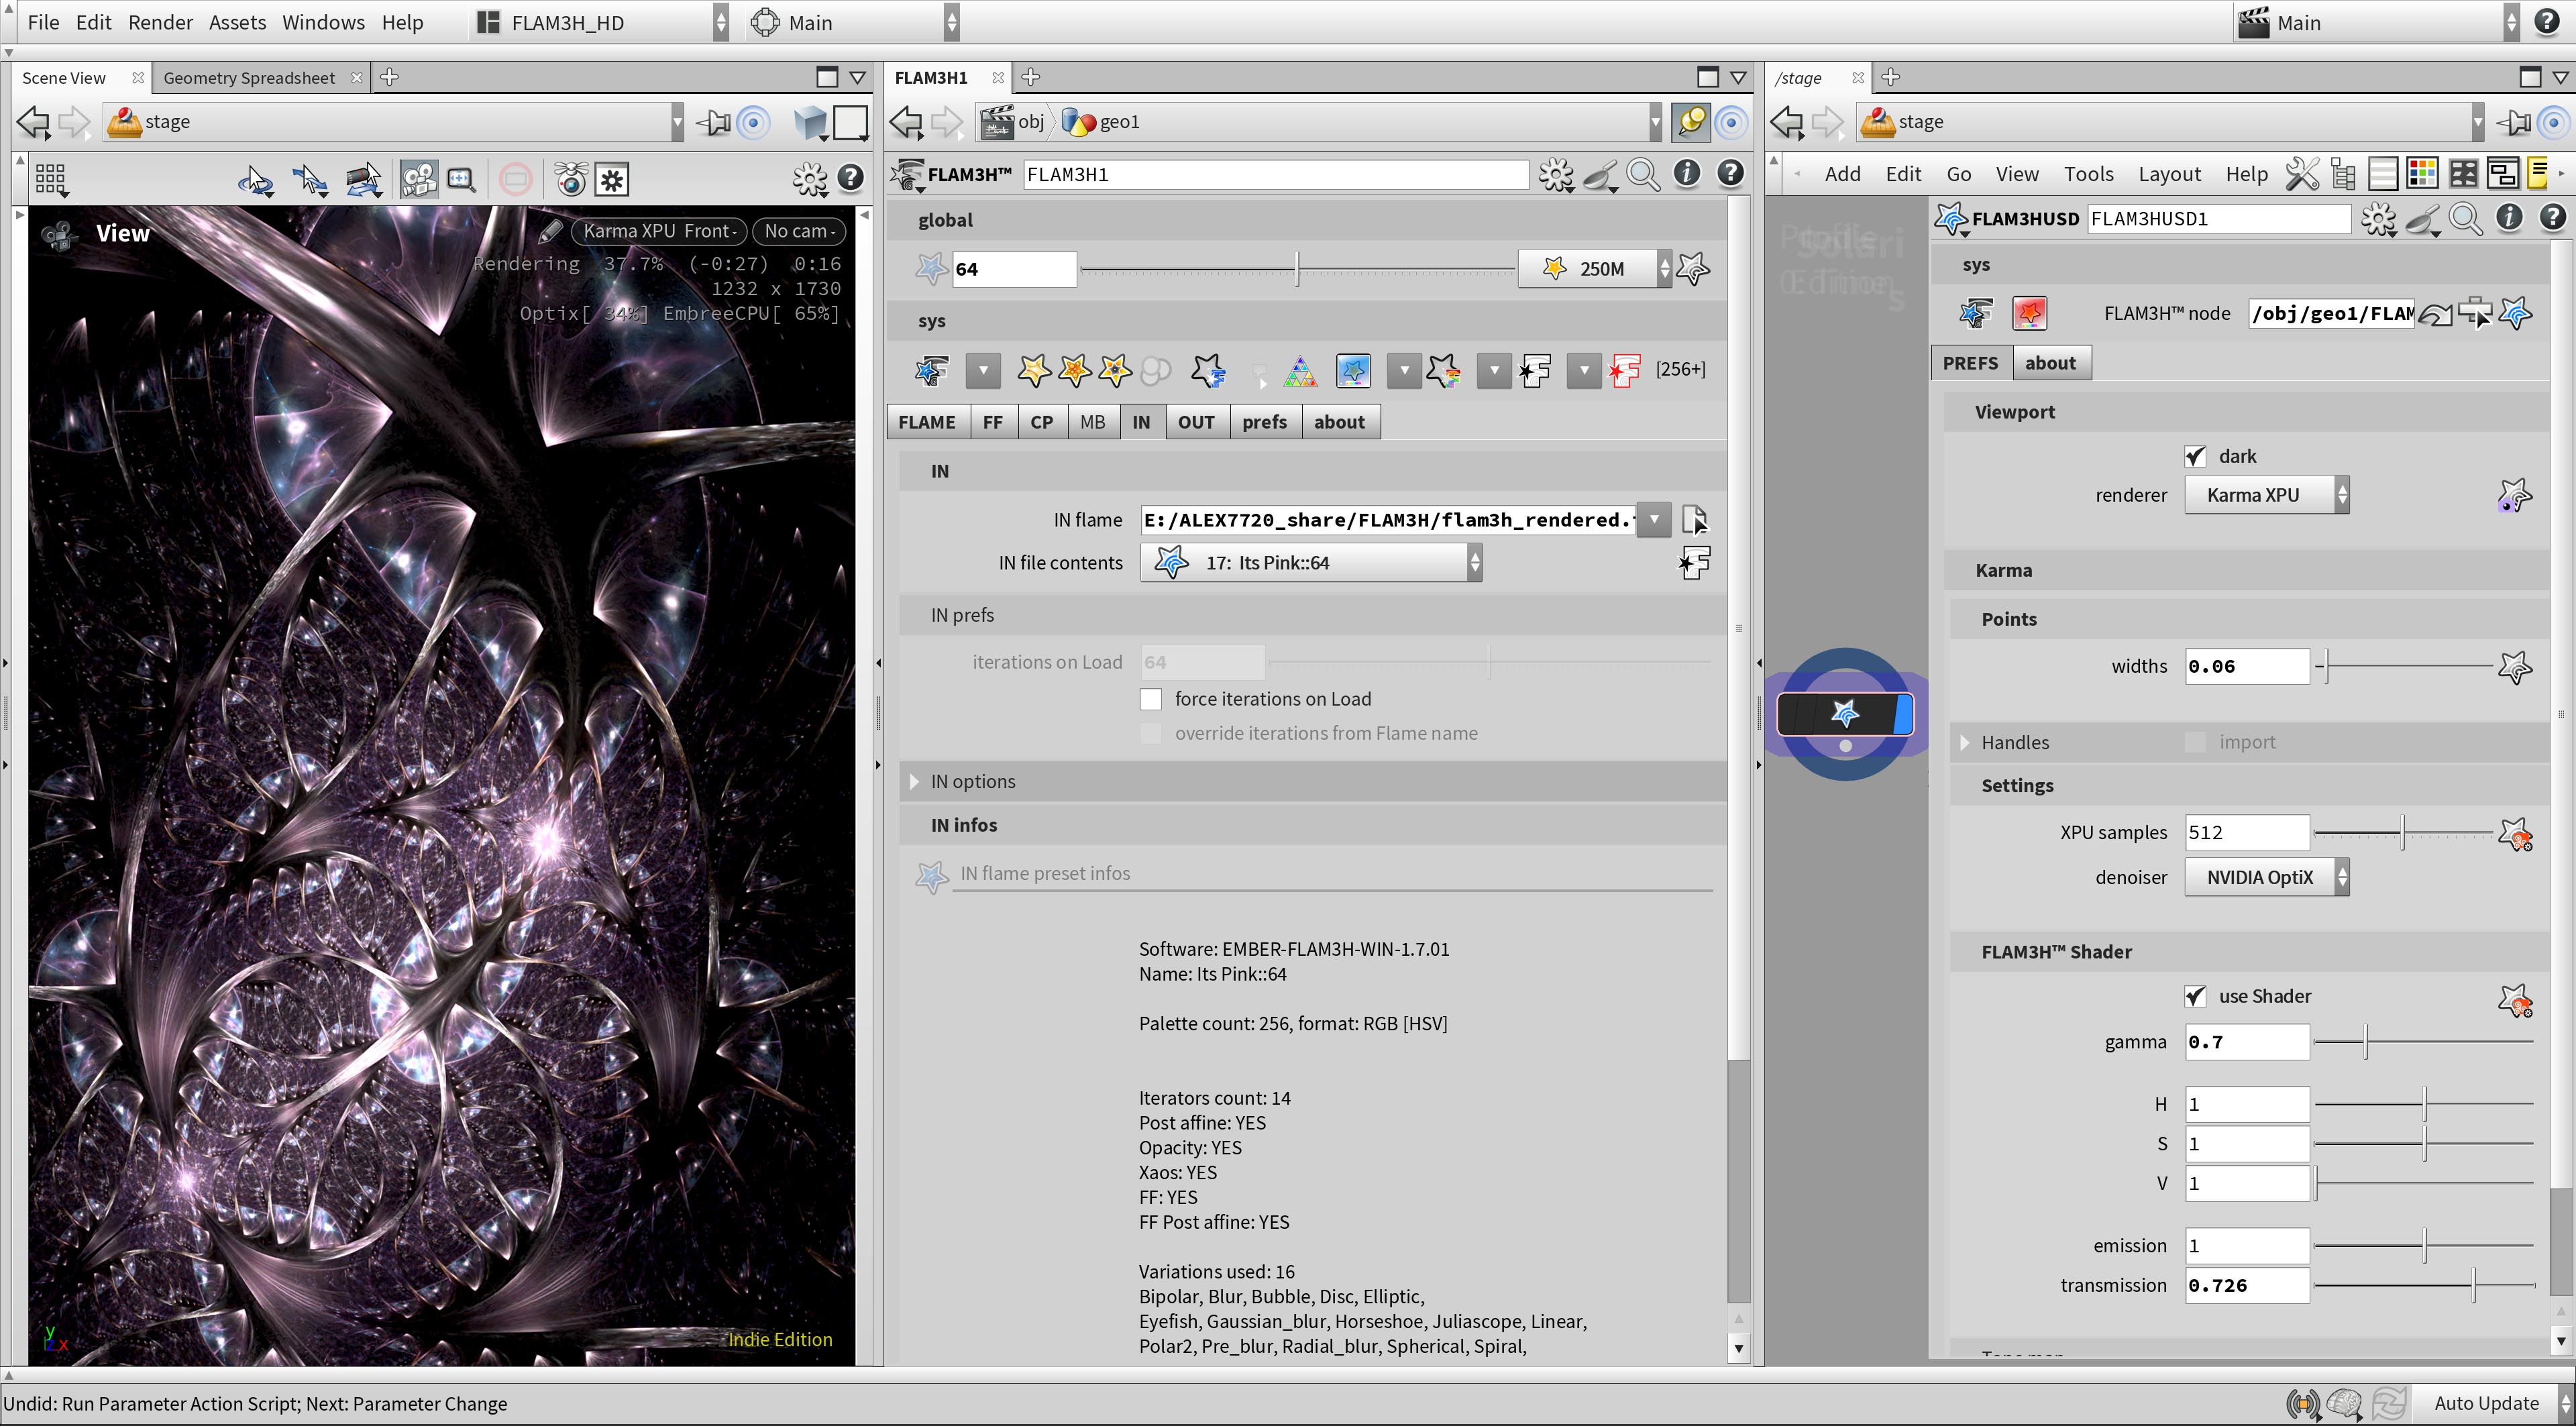 File Edit Render Assets Windows Help FLAM3H_HD Main Main
Scene View Geometry Spreadsheet
stage
View Karma XPU Front No cam
Rendering 37.7% (-0:27) 0:16
1232 x 1730
Optix[ 34%] EmbreeCPU[ 65%]
Indie Edition
y
z x
FLAM3H1
obj geo1
FLAM3H™ FLAM3H1
global
64 250M
sys
[256+]
FLAME FF CP MB IN OUT prefs about
IN
IN flame E:/ALEX7720_share/FLAM3H/flam3h_rendered.
IN file contents 17: Its Pink::64
IN prefs
iterations on Load 64
force iterations on Load
override iterations from Flame name
IN options
IN infos
IN flame preset infos
Software: EMBER-FLAM3H-WIN-1.7.01
Name: Its Pink::64
Palette count: 256, format: RGB [HSV]
Iterators count: 14
Post affine: YES
Opacity: YES
Xaos: YES
FF: YES
FF Post affine: YES
Variations used: 16
Bipolar, Blur, Bubble, Disc, Elliptic,
Eyefish, Gaussian_blur, Horseshoe, Juliascope, Linear,
Polar2, Pre_blur, Radial_blur, Spherical, Spiral,
/stage
stage
Add Edit Go View Tools Layout Help
FLAM3HUSD FLAM3HUSD1
sys
FLAM3H™ node /obj/geo1/FLAM
PREFS about
Viewport
dark
renderer Karma XPU
Karma
Points
widths 0.06
Handles import
Settings
XPU samples 512
denoiser NVIDIA OptiX
FLAM3H™ Shader
use Shader
gamma 0.7
H 1
S 1
V 1
emission 1
transmission 0.726
Undid: Run Parameter Action Script; Next: Parameter Change Auto Update